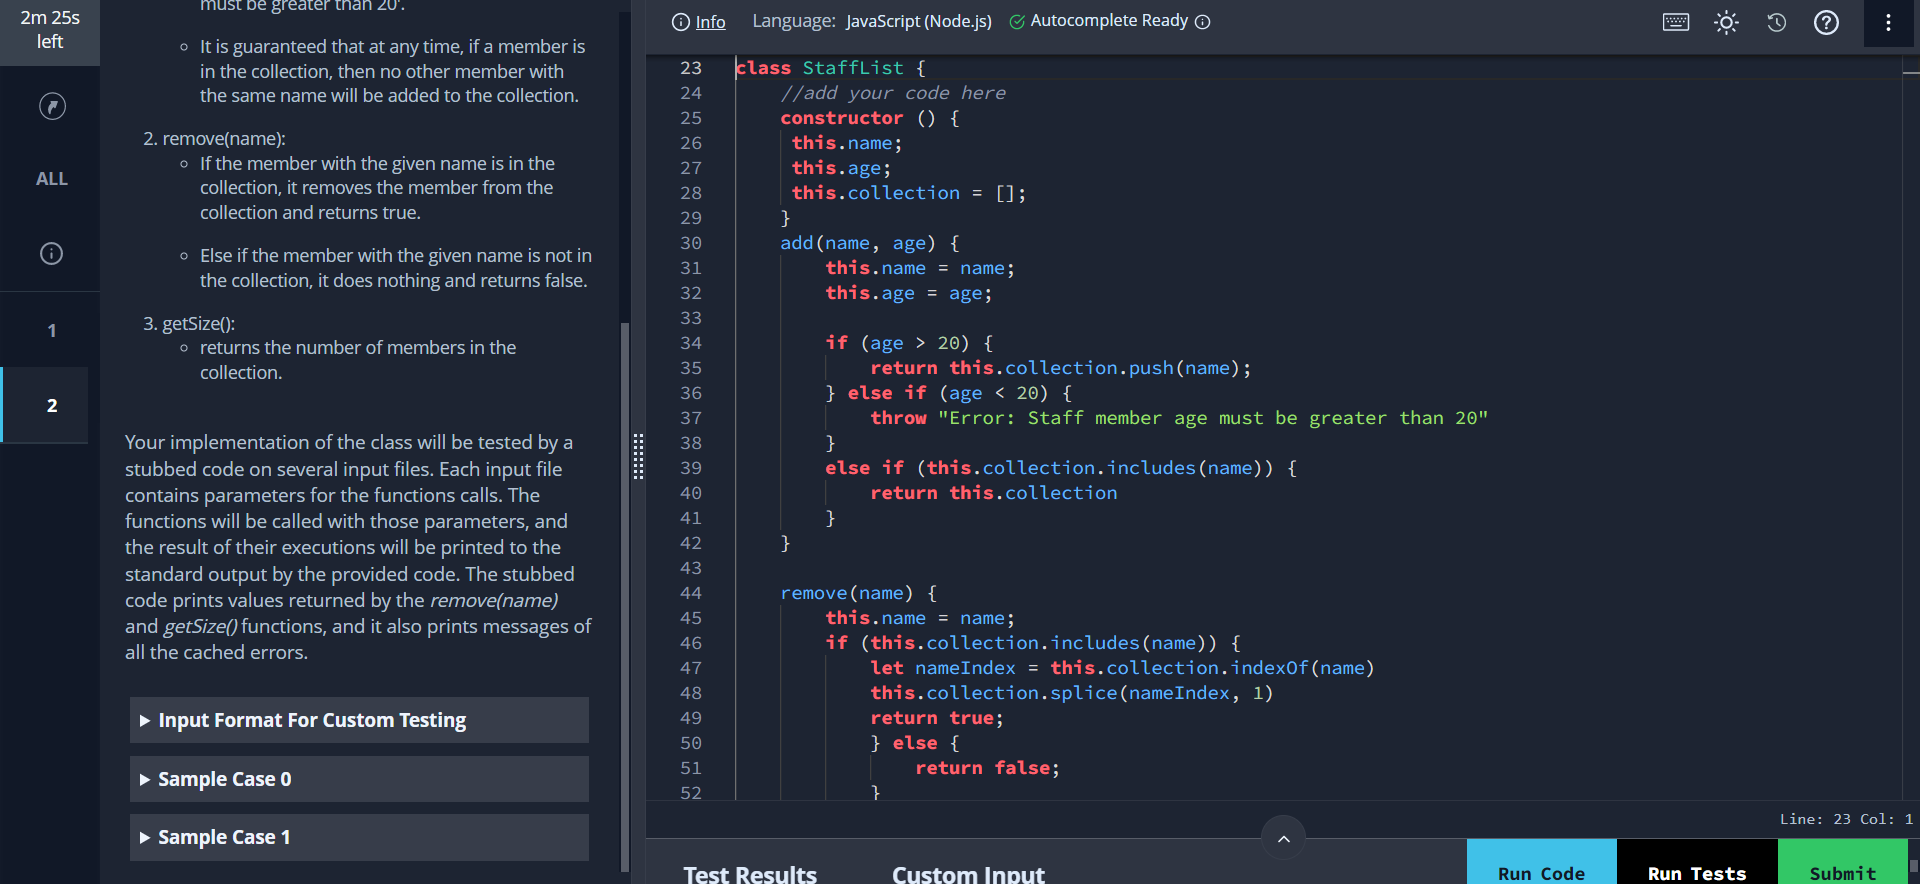 2m 25s
left
ALL
1
2
must be greater than 20'.
It is guaranteed that at any time, if a member is
in the collection, then no other member with
the same name will be added to the collection.
2. remove(name):
If the member with the given name is in the
collection, it removes the member from the
collection and returns true.
Else if the member with the given name is not in
the collection, it does nothing and returns false.
3. getSize():
returns the number of members in the
collection.
Your implementation of the class will be tested by a
stubbed code on several input files. Each input file
contains parameters for the functions calls. The
functions will be called with those parameters, and
the result of their executions will be printed to the
standard output by the provided code. The stubbed
code prints values returned by the remove(name)
and getSize() functions, and it also prints messages of
all the cached errors.
Input Format For Custom Testing
Sample Case 0
Sample Case 1
Info Language: JavaScript (Node.js) Autocomplete Ready
23 class StaffList {
24 //add your code here
25 constructor () {
26 this.name;
27 this.age;
28 this.collection = [];
29 }
30 add(name, age) {
31 this.name = name;
32 this.age = age;
33
34 if (age > 20) {
35 return this.collection.push(name);
36 } else if (age < 20) {
37 throw "Error: Staff member age must be greater than 20"
38 }
39 else if (this.collection.includes(name)) {
40 return this.collection
41 }
42 }
43
44 remove(name) {
45 this.name = name;
46 if (this.collection.includes(name)) {
47 let nameIndex = this.collection.indexOf(name)
48 this.collection.splice(nameIndex, 1)
49 return true;
50 } else {
51 return false;
52 }
Line: 23 Col: 1
Test Results Custom Input Run Code Run Tests Submit